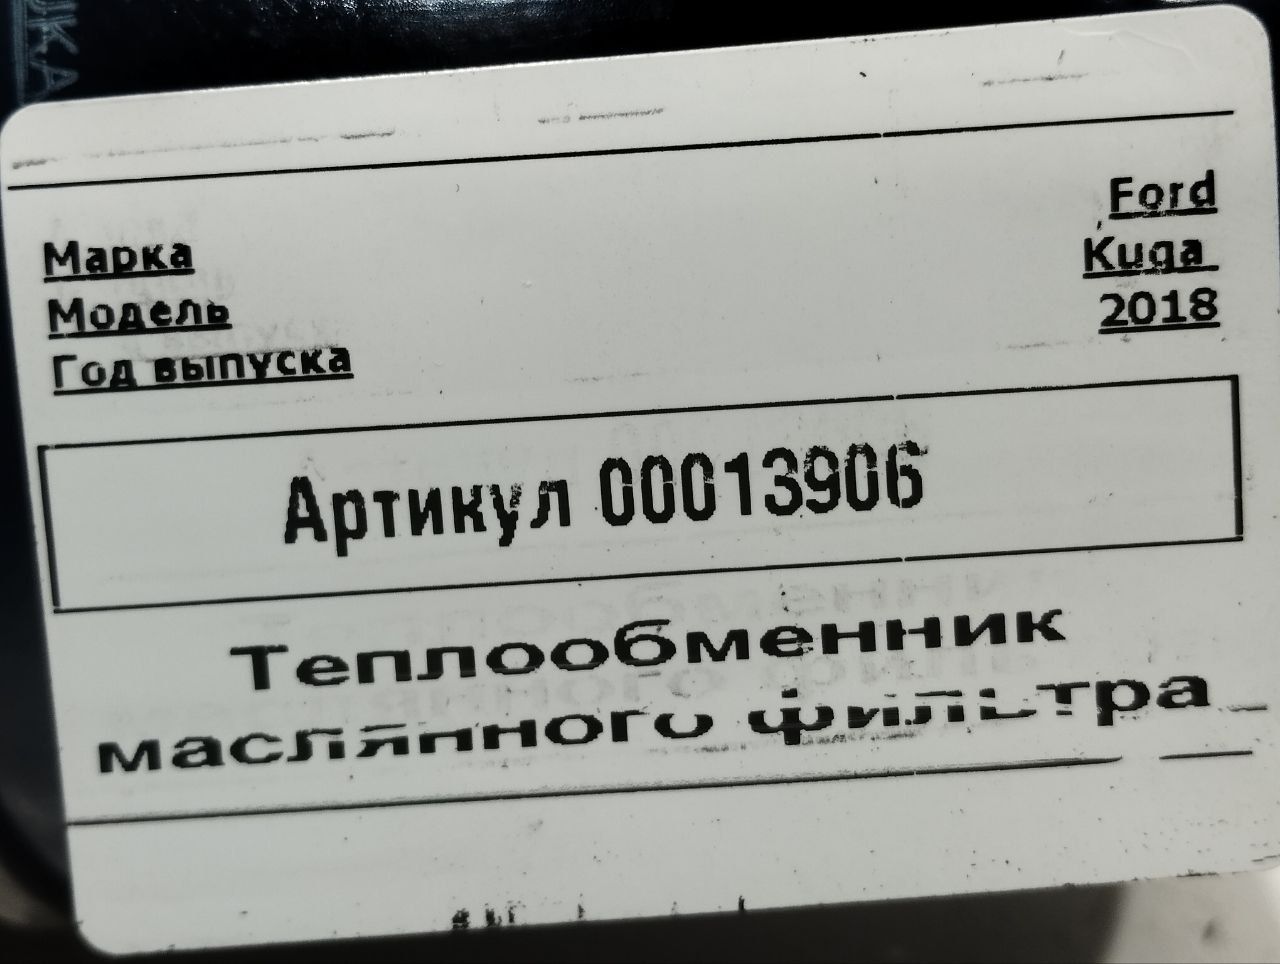 Марка Ford
Модель Kuga
Год выпуска 2018
Артикул 00013906
Теплообменник
маслянного фильтра